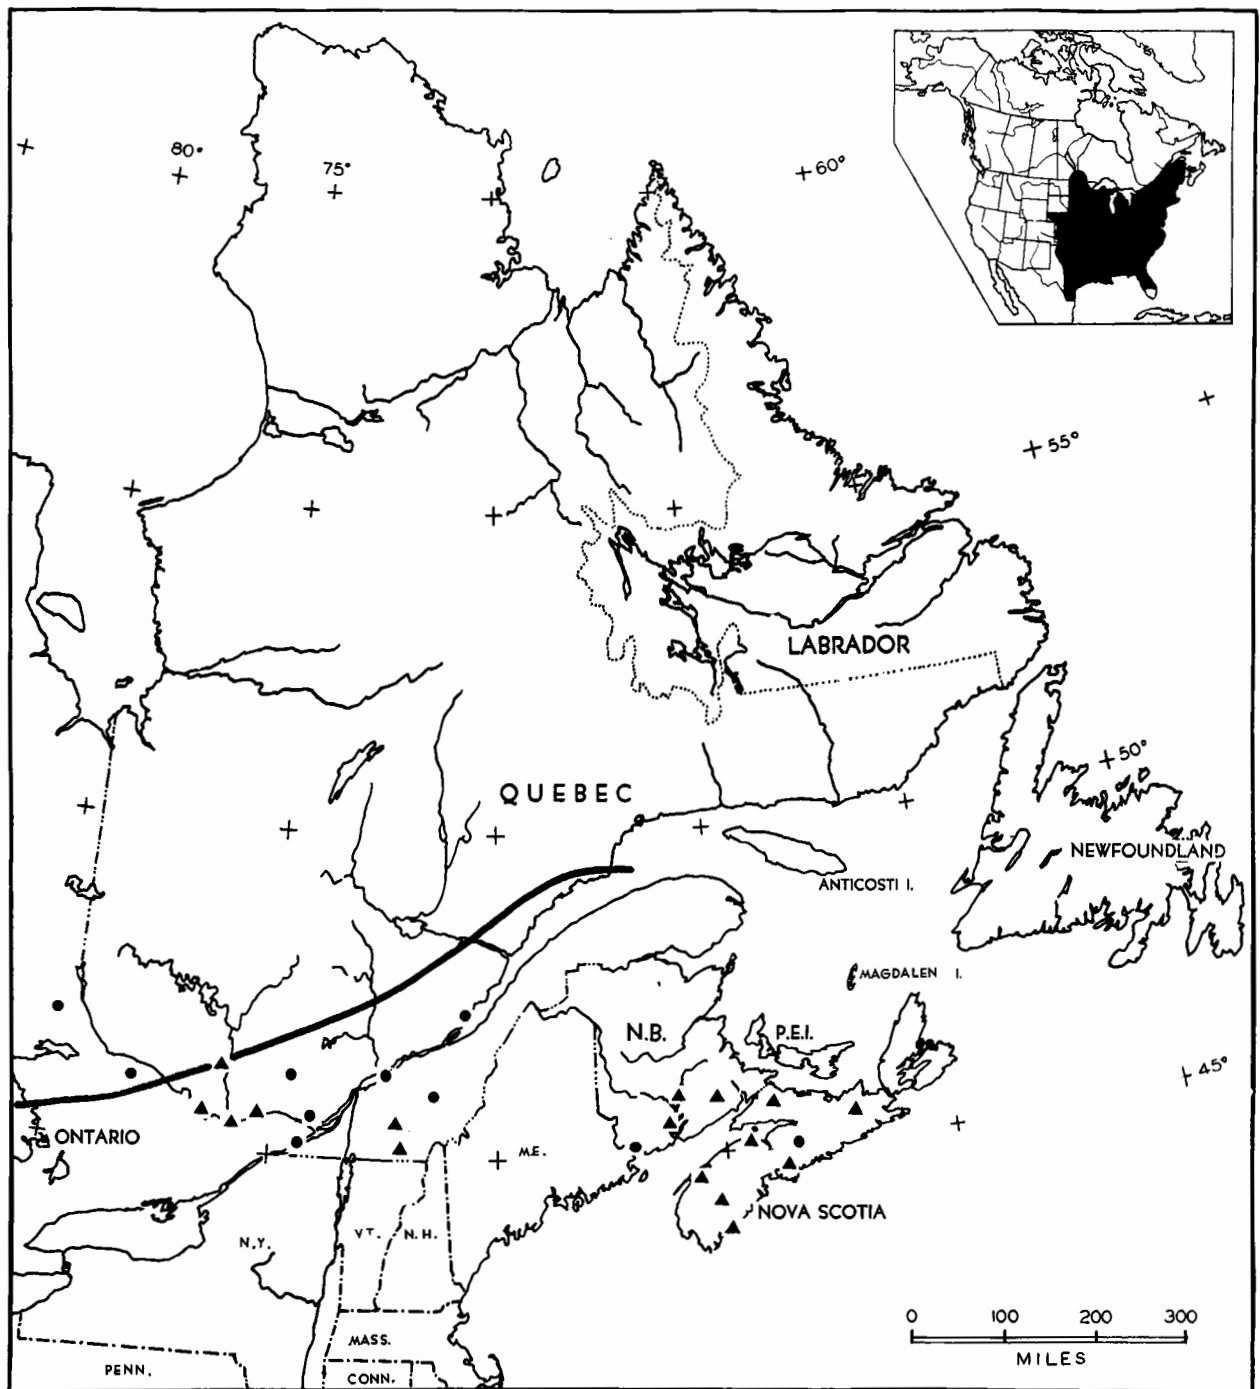 80°
75°
60°
55°
LABRADOR
50°
QUEBEC
NEWFOUNDLAND
ANTICOSTI I.
MAGDALEN I.
N.B.
P.E.I.
45°
ONTARIO
M.E.
NOVA SCOTIA
N.Y.
VT.
N.H.
0 100 200 300
MILES
MASS.
PENN.
CONN.